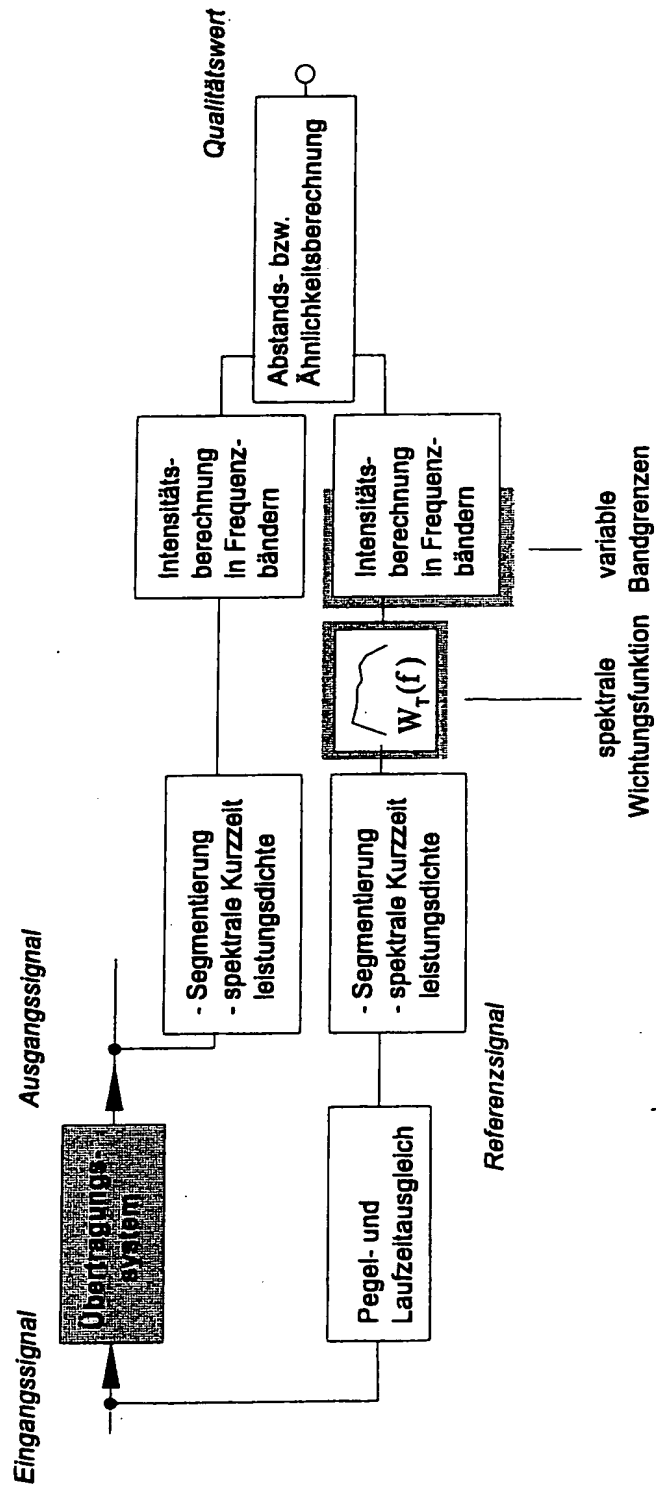 Eingangssignal
Übertragungs-
system
Ausgangssignal
Pegel- und
Laufzeitausgleich
Referenzsignal
- Segmentierung
- spektrale Kurzzeit
leistungsdichte
- Segmentierung
- spektrale Kurzzeit
leistungsdichte
W_T(f)
spektrale
Wichtungsfunktion
Intensitäts-
berechnung
in Frequenz-
bändern
Intensitäts-
berechnung
in Frequenz-
bändern
variable
Bandgrenzen
Abstands- bzw.
Ähnlichkeitsberechnung
Qualitätswert